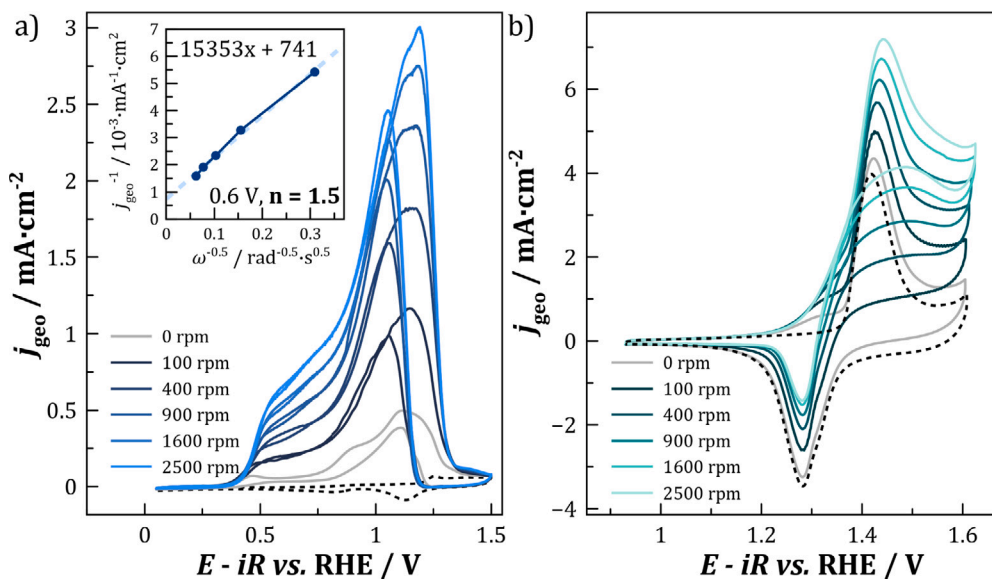 a)
j_geo / mA·cm⁻²
3
2.5
2
1.5
1
0.5
0
0
0.5
1
1.5
E - iR vs. RHE / V
j_geo⁻¹ / 10⁻³·mA⁻¹·cm²
7
6
5
4
3
2
1
0
15353x + 741
0.6 V, n = 1.5
0
0.1
0.2
0.3
ω⁻⁰·⁵ / rad⁻⁰·⁵·s⁰·⁵
0 rpm
100 rpm
400 rpm
900 rpm
1600 rpm
2500 rpm
b)
j_geo / mA·cm⁻²
6
4
2
0
−2
−4
1
1.2
1.4
1.6
E - iR vs. RHE / V
0 rpm
100 rpm
400 rpm
900 rpm
1600 rpm
2500 rpm